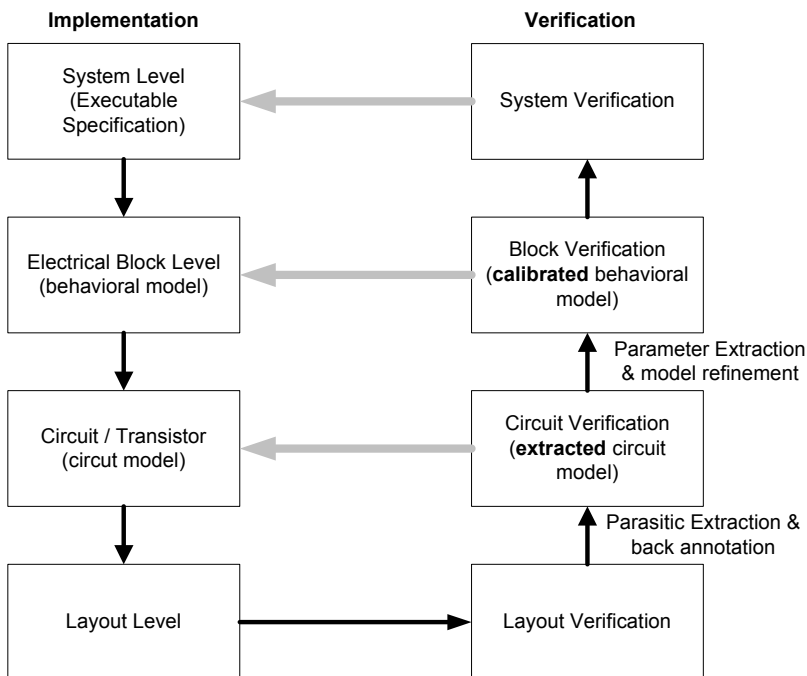 Implementation
Verification
System Level
(Executable
Specification)
System Verification
Electrical Block Level
(behavioral model)
Block Verification
(calibrated behavioral
model)
Parameter Extraction
& model refinement
Circuit / Transistor
(circut model)
Circuit Verification
(extracted circuit
model)
Parasitic Extraction &
back annotation
Layout Level
Layout Verification